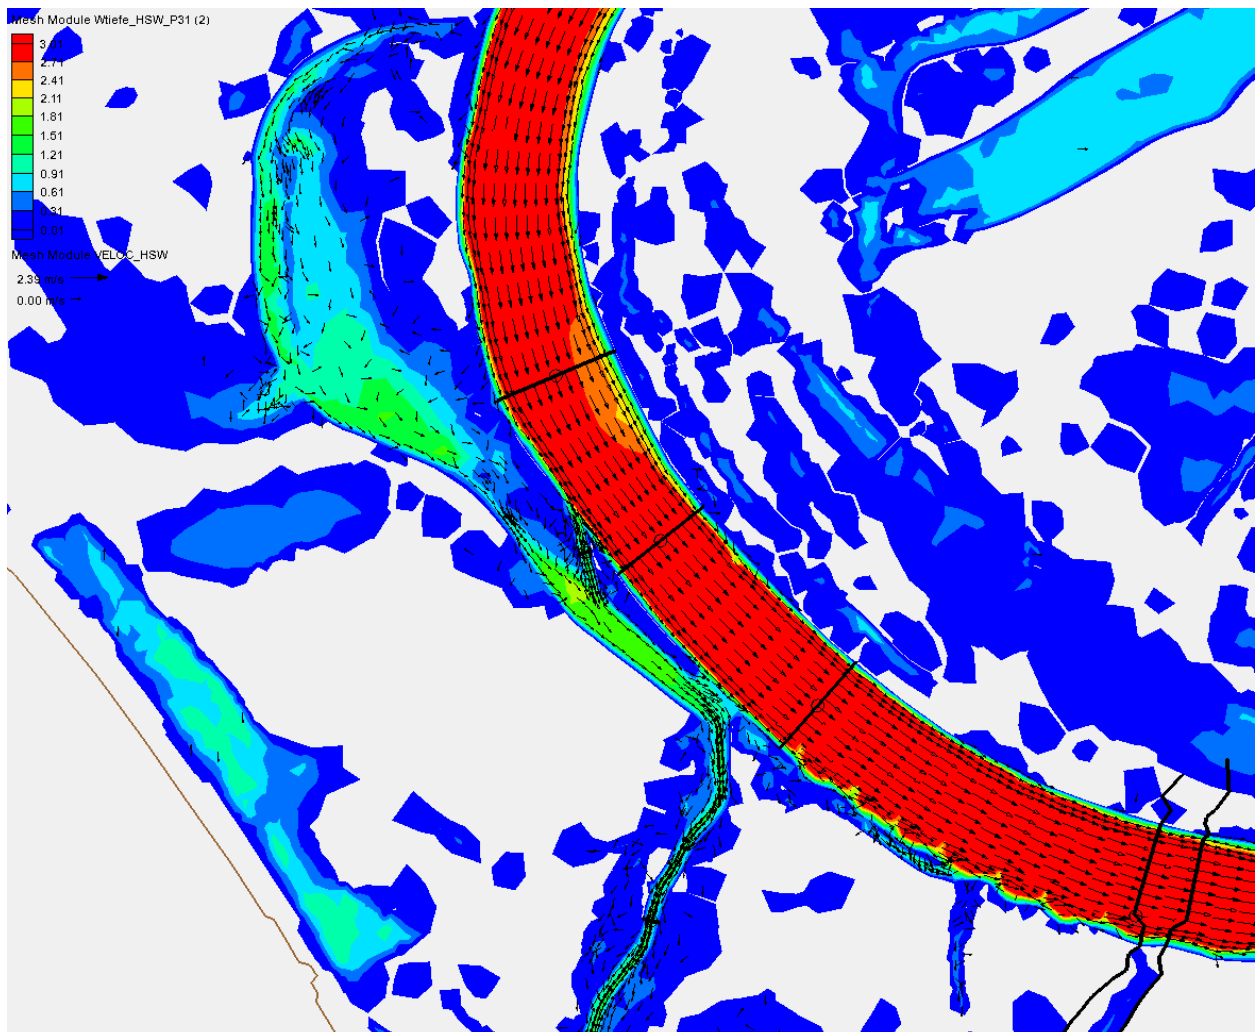 Mesh Module Wtiefe_HSW_P31 (2)
3.01
2.71
2.41
2.11
1.81
1.51
1.21
0.91
0.61
0.31
0.01
Mesh Module VELOC_HSW
2.39 m/s
0.00 m/s